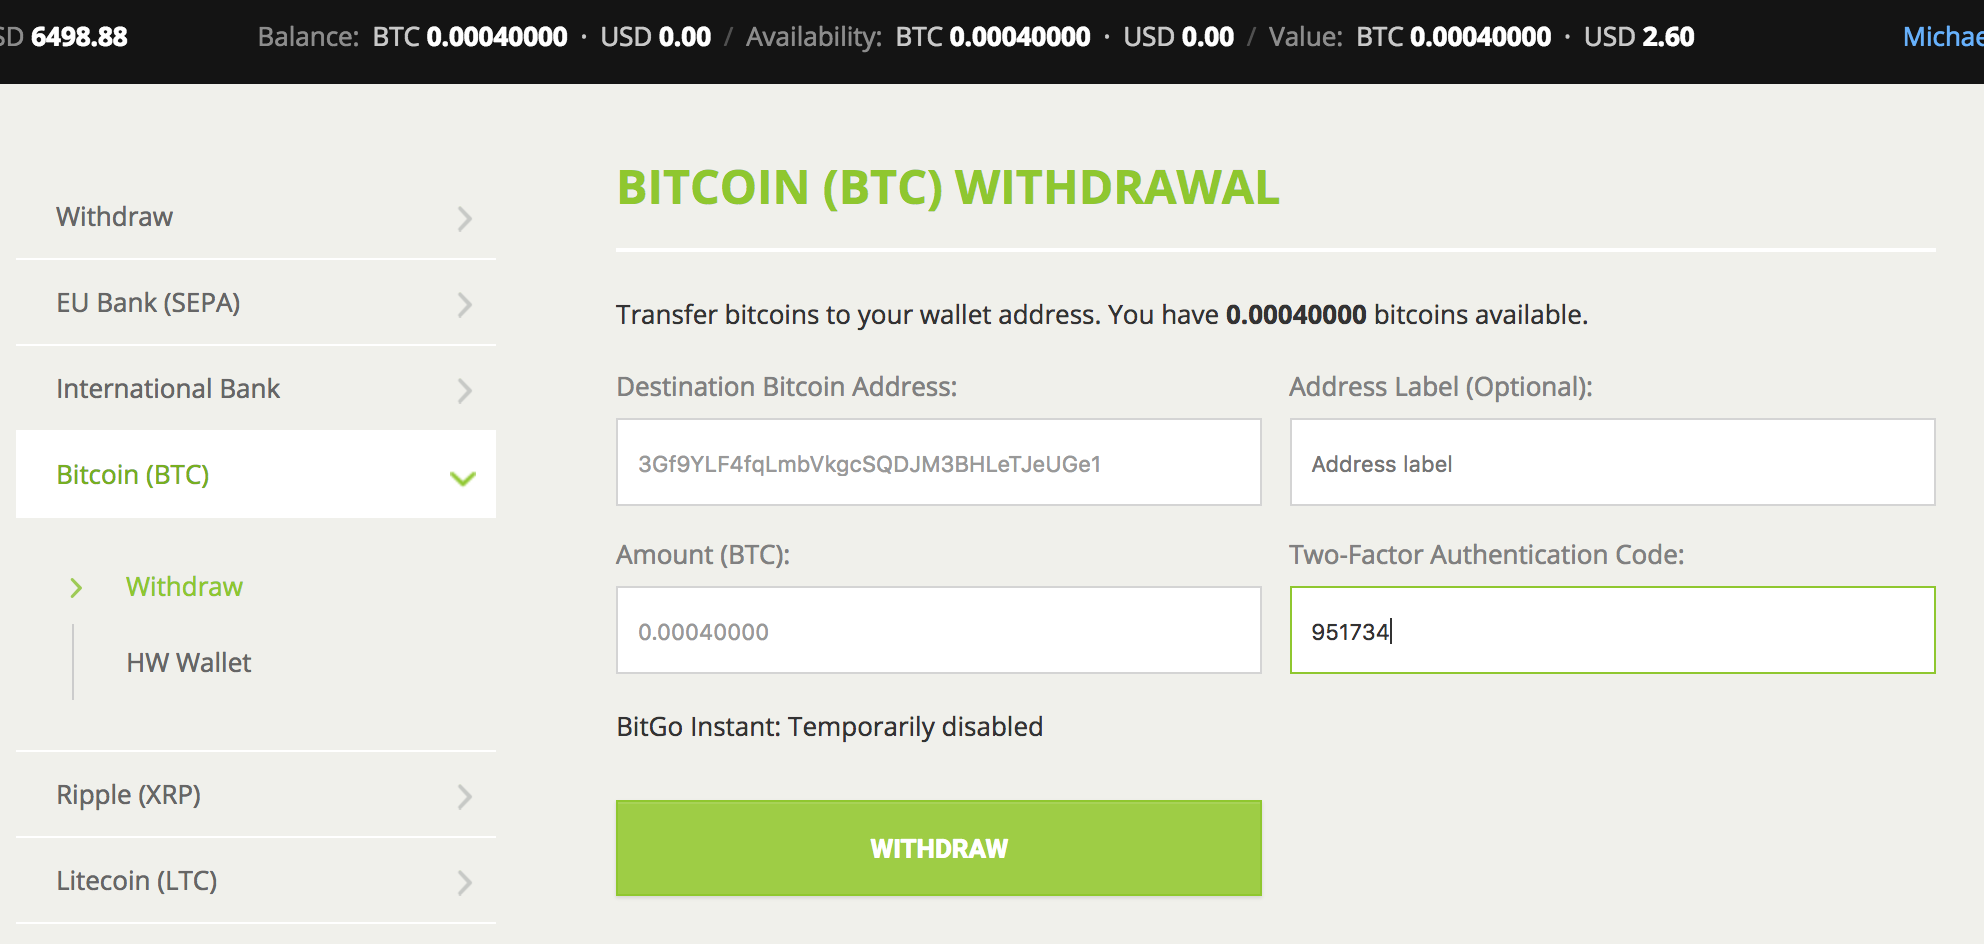 SD 6498.88 Balance: BTC 0.00040000 · USD 0.00 / Availability: BTC 0.00040000 · USD 0.00 / Value: BTC 0.00040000 · USD 2.60 Michae
Withdraw
EU Bank (SEPA)
International Bank
Bitcoin (BTC)
Withdraw
HW Wallet
Ripple (XRP)
Litecoin (LTC)
BITCOIN (BTC) WITHDRAWAL
Transfer bitcoins to your wallet address. You have 0.00040000 bitcoins available.
Destination Bitcoin Address:
3Gf9YLF4fqLmbVkgcSQDJM3BHLeTJeUGe1
Address Label (Optional):
Address label
Amount (BTC):
0.00040000
Two-Factor Authentication Code:
951734
BitGo Instant: Temporarily disabled
WITHDRAW